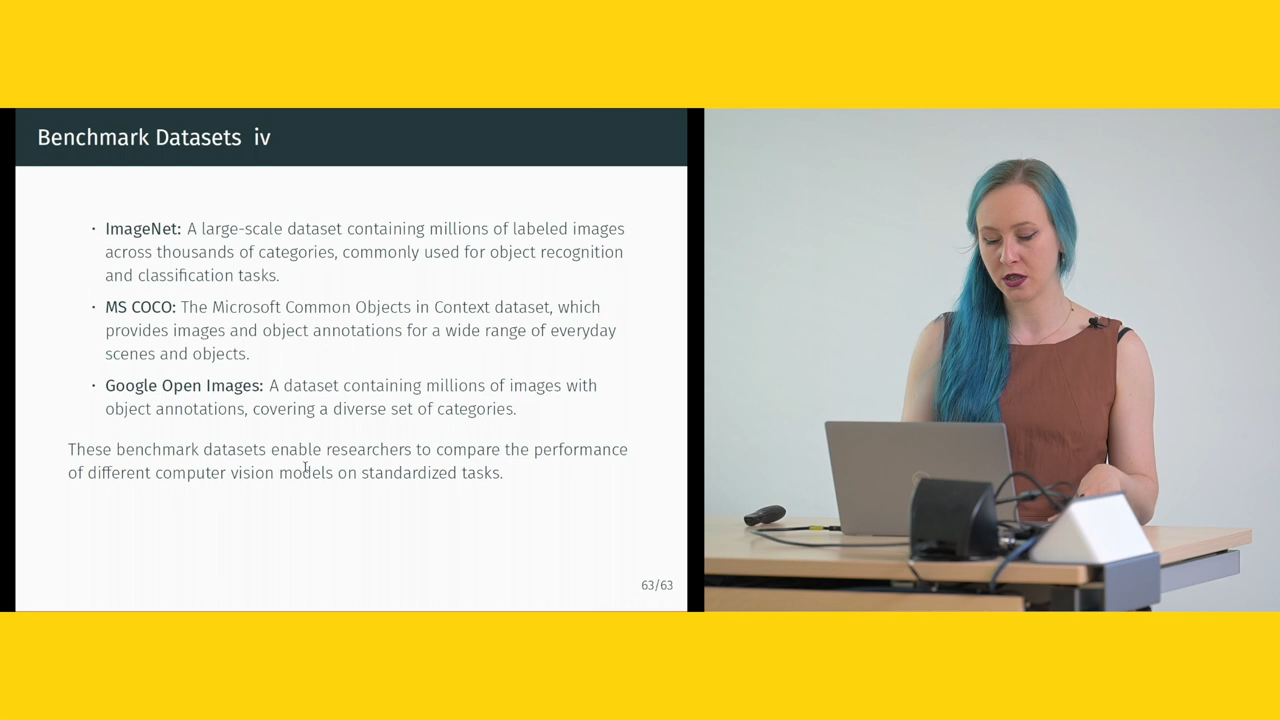 Benchmark Datasets iv
· ImageNet: A large-scale dataset containing millions of labeled images
across thousands of categories, commonly used for object recognition
and classification tasks.
· MS COCO: The Microsoft Common Objects in Context dataset, which
provides images and object annotations for a wide range of everyday
scenes and objects.
· Google Open Images: A dataset containing millions of images with
object annotations, covering a diverse set of categories.
These benchmark datasets enable researchers to compare the performance
of different computer vision models on standardized tasks.
63/63